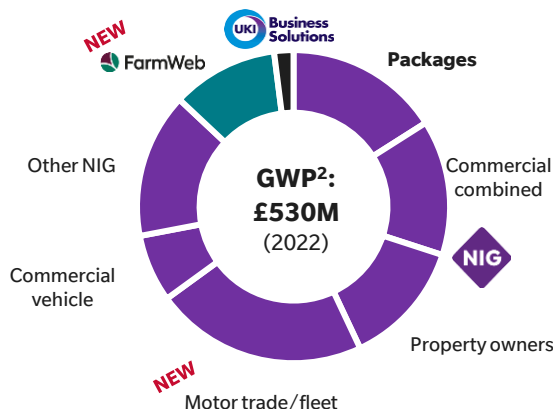 UKI
Business
Solutions
NEW
FarmWeb
Packages
Other NIG
Commercial
combined
GWP²:
£530M
(2022)
NIG
Commercial
vehicle
Property owners
NEW
Motor trade/fleet